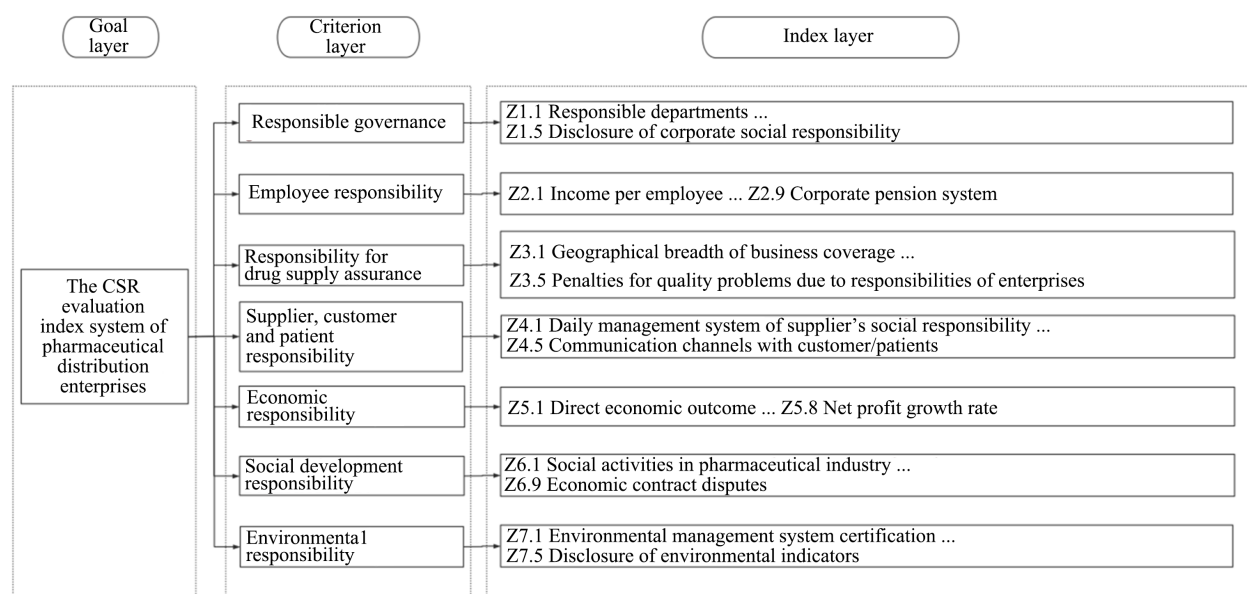 Goal
layer
Criterion
layer
Index layer
The CSR
evaluation
index system of
pharmaceutical
distribution
enterprises
Responsible governance
Z1.1 Responsible departments ...
Z1.5 Disclosure of corporate social responsibility
Employee responsibility
Z2.1 Income per employee ... Z2.9 Corporate pension system
Responsibility for
drug supply assurance
Z3.1 Geographical breadth of business coverage ...
Z3.5 Penalties for quality problems due to responsibilities of enterprises
Supplier, customer
and patient
responsibility
Z4.1 Daily management system of supplier’s social responsibility ...
Z4.5 Communication channels with customer/patients
Economic
responsibility
Z5.1 Direct economic outcome ... Z5.8 Net profit growth rate
Social development
responsibility
Z6.1 Social activities in pharmaceutical industry ...
Z6.9 Economic contract disputes
Environmenta1
responsibility
Z7.1 Environmental management system certification ...
Z7.5 Disclosure of environmental indicators